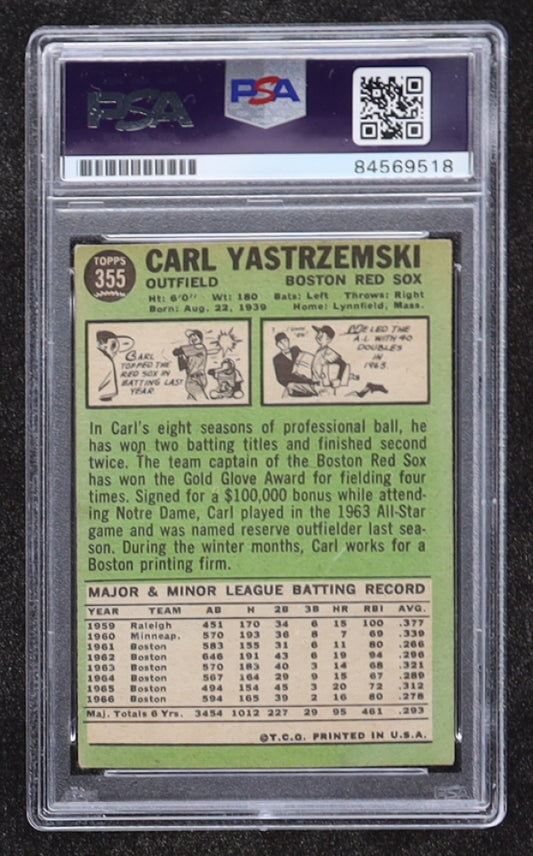 PSA
PSA
84569518
TOPPS
355
CARL YASTRZEMSKI
OUTFIELD BOSTON RED SOX
Ht: 6'0" Wt: 180 Bats: Left Throws: Right
Born: Aug. 22, 1939 Home: Lynnfield, Mass.
CARL
TOPPED THE
RED SOX IN
BATTING LAST
YEAR
HE LED THE
A.L WITH 40
DOUBLES
IN
1963.
In Carl's eight seasons of professional ball, he
has won two batting titles and finished second
twice. The team captain of the Boston Red Sox
has won the Gold Glove Award for fielding four
times. Signed for a $100,000 bonus while attend-
ing Notre Dame, Carl played in the 1963 All-Star
game and was named reserve outfielder last sea-
son. During the winter months, Carl works for a
Boston printing firm.
MAJOR & MINOR LEAGUE BATTING RECORD
YEAR TEAM AB H 2B 3B HR RBI AVG.
1959 Raleigh 451 170 34 6 15 100 .377
1960 Minneap. 570 193 36 8 7 69 .339
1961 Boston 583 155 31 6 11 80 .266
1962 Boston 646 191 43 6 19 94 .296
1963 Boston 570 183 40 3 14 68 .321
1964 Boston 567 164 29 9 15 67 .289
1965 Boston 494 154 45 3 20 72 .312
1966 Boston 594 165 39 2 16 80 .278
Maj. Totals 6 Yrs. 3454 1012 227 29 95 461 .293
©T.C.G. PRINTED IN U.S.A.
PSA